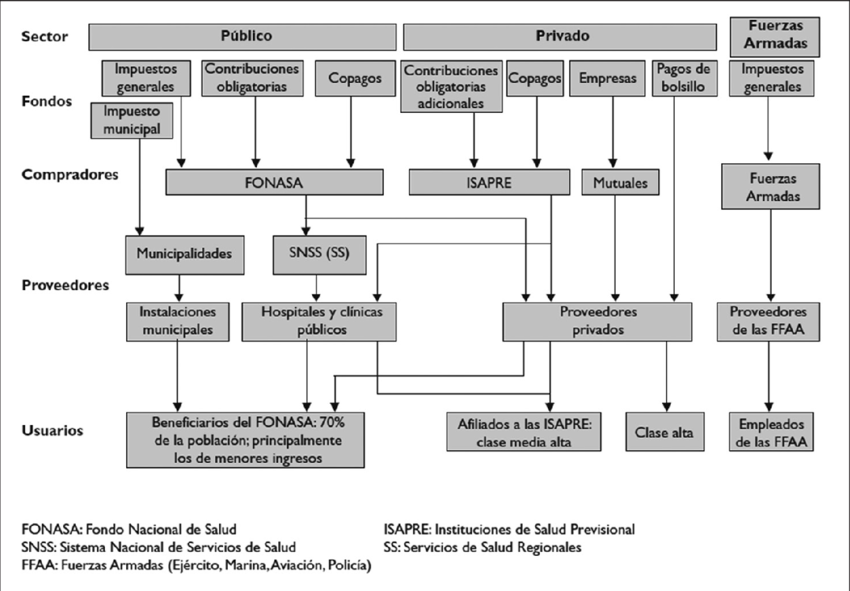 Sector
Público
Privado
Fuerzas
Armadas
Fondos
Impuestos
generales
Contribuciones
obligatorias
Copagos
Contribuciones
obligatorias
adicionales
Copagos
Empresas
Pagos de
bolsillo
Impuestos
generales
Impuesto
municipal
Compradores
FONASA
ISAPRE
Mutuales
Fuerzas
Armadas
Municipalidades
SNSS (SS)
Proveedores
Instalaciones
municipales
Hospitales y clínicas
públicos
Proveedores
privados
Proveedores
de las FFAA
Usuarios
Beneficiarios del FONASA: 70%
de la población; principalmente
los de menores ingresos
Afiliados a las ISAPRE:
clase media alta
Clase alta
Empleados
de las FFAA
FONASA: Fondo Nacional de Salud
ISAPRE: Instituciones de Salud Previsional
SNSS: Sistema Nacional de Servicios de Salud
SS: Servicios de Salud Regionales
FFAA: Fuerzas Armadas (Ejército, Marina, Aviación, Policía)